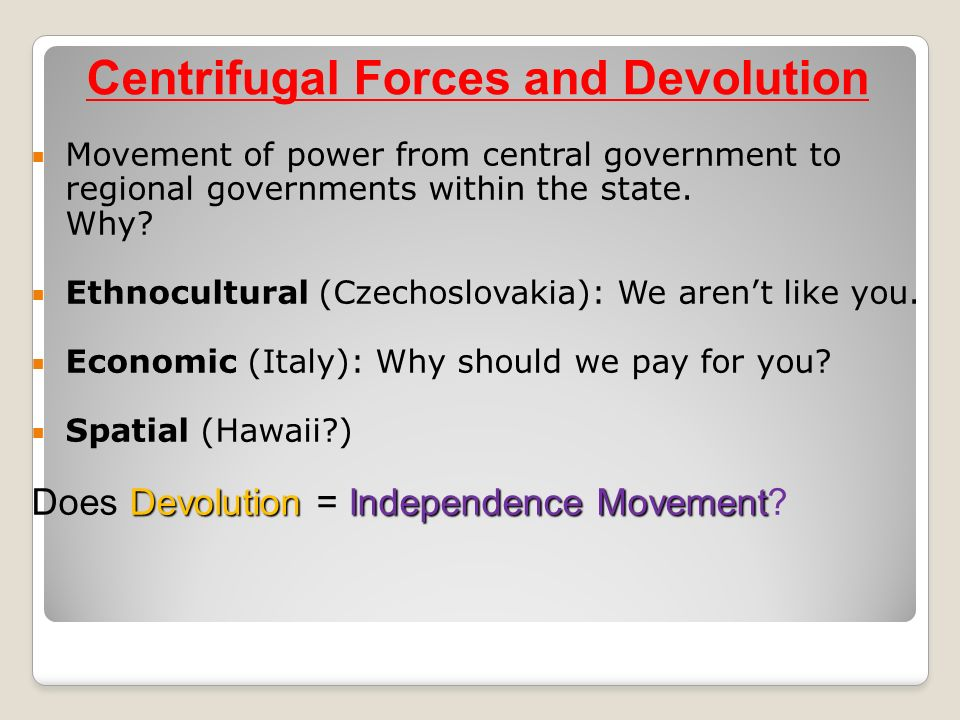 Centrifugal Forces and Devolution
Movement of power from central government to
regional governments within the state.
Why?
Ethnocultural (Czechoslovakia): We aren’t like you.
Economic (Italy): Why should we pay for you?
Spatial (Hawaii?)
Does Devolution = Independence Movement?